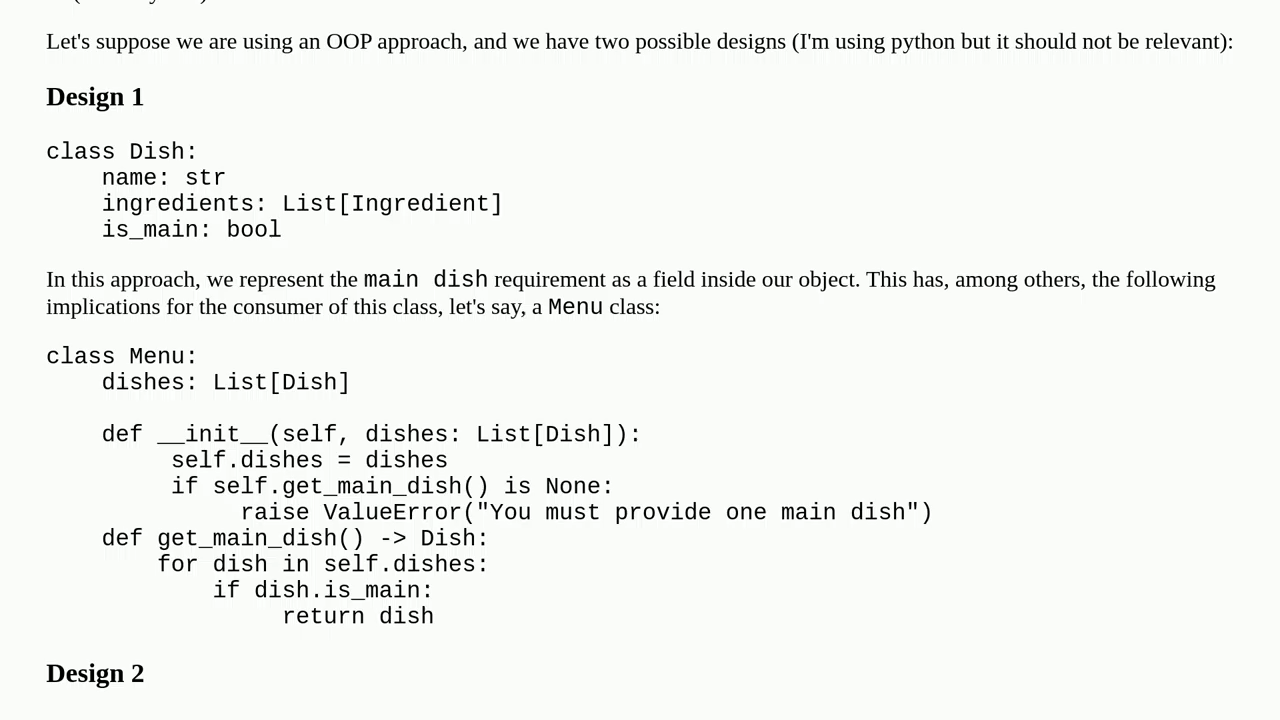 Let's suppose we are using an OOP approach, and we have two possible designs (I'm using python but it should not be relevant):
Design 1
class Dish:
    name: str
    ingredients: List[Ingredient]
    is_main: bool
In this approach, we represent the main dish requirement as a field inside our object. This has, among others, the following
implications for the consumer of this class, let's say, a Menu class:
class Menu:
    dishes: List[Dish]
    def __init__(self, dishes: List[Dish]):
         self.dishes = dishes
         if self.get_main_dish() is None:
              raise ValueError("You must provide one main dish")
    def get_main_dish() -> Dish:
        for dish in self.dishes:
            if dish.is_main:
                 return dish
Design 2